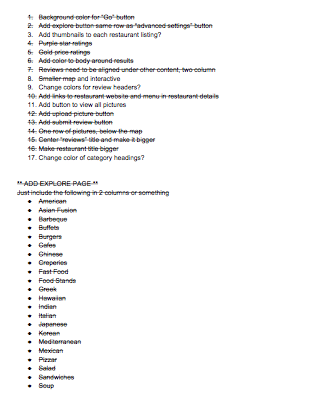 1. Background color for "Go" button
2. Add explore button same row as "advanced settings" button
3. Add thumbnails to each restaurant listing?
4. Purple star ratings
5. Gold price ratings
6. Add color to body around results
7. Reviews need to be aligned under other content, two column
8. Smaller map and interactive
9. Change colors for review headers?
10. Add links to restaurant website and menu in restaurant details
11. Add button to view all pictures
12. Add upload picture button
13. Add submit review button
14. One row of pictures, below the map
15. Center "reviews" title and make it bigger
16. Make restaurant title bigger
17. Change color of category headings?
** ADD EXPLORE PAGE **
Just include the following in 2 columns or something
• American
• Asian Fusion
• Barbeque
• Buffets
• Burgers
• Cafes
• Chinese
• Creperies
• Fast Food
• Food Stands
• Greek
• Hawaiian
• Indian
• Italian
• Japanese
• Korean
• Mediterranean
• Mexican
• Pizzar
• Salad
• Sandwiches
• Soup